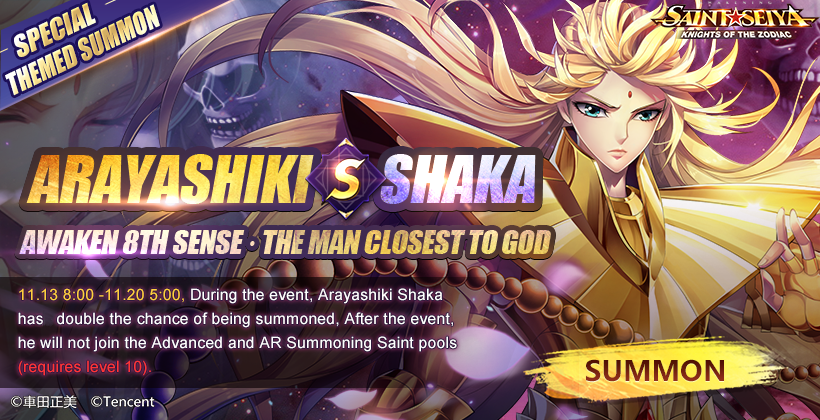 SPECIAL
THEMED SUMMON
SAINT★SEIYA
KNIGHTS OF THE ZODIAC
ARAYASHIKI S SHAKA
AWAKEN 8TH SENSE · THE MAN CLOSEST TO GOD
11.13 8:00 -11.20 5:00, During the event, Arayashiki Shaka
has double the chance of being summoned, After the event,
he will not join the Advanced and AR Summoning Saint pools
(requires level 10).
SUMMON
©車田正美 ©Tencent